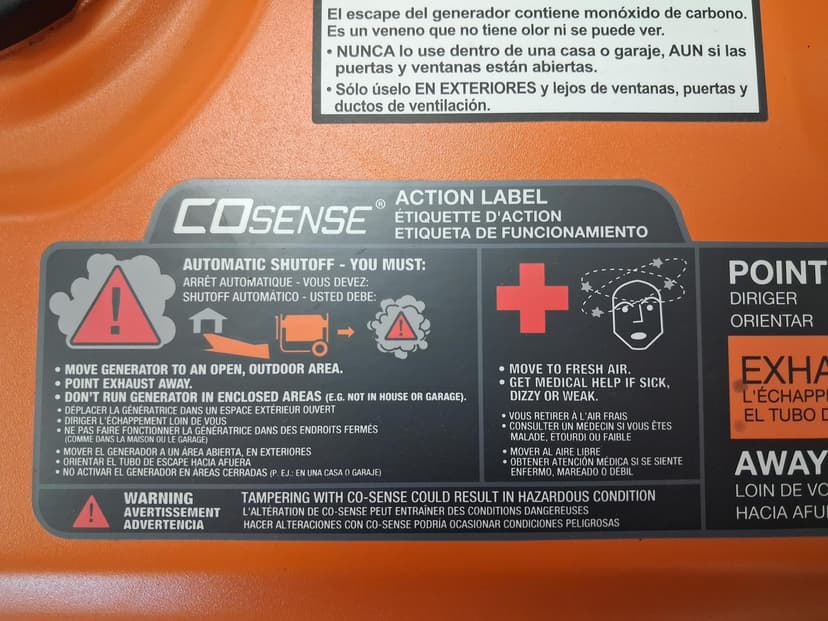 El escape del generador contiene monóxido de carbono.
Es un veneno que no tiene olor ni se puede ver.
• NUNCA lo use dentro de una casa o garaje, AUN si las
puertas y ventanas están abiertas.
• Sólo úselo EN EXTERIORES y lejos de ventanas, puertas y
ductos de ventilación.
COSENSE®
ACTION LABEL
ÉTIQUETTE D'ACTION
ETIQUETA DE FUNCIONAMIENTO
AUTOMATIC SHUTOFF - YOU MUST:
ARRÊT AUTOMATIQUE - VOUS DEVEZ:
SHUTOFF AUTOMÁTICO - USTED DEBE:
• MOVE GENERATOR TO AN OPEN, OUTDOOR AREA.
• POINT EXHAUST AWAY.
• DON'T RUN GENERATOR IN ENCLOSED AREAS (E.G. NOT IN HOUSE OR GARAGE).
• DÉPLACER LA GÉNÉRATRICE DANS UN ESPACE EXTÉRIEUR OUVERT
• DIRIGER L'ÉCHAPPEMENT LOIN DE VOUS
• NE PAS FAIRE FONCTIONNER LA GÉNÉRATRICE DANS DES ENDROITS FERMÉS
(COMME DANS LA MAISON OU LE GARAGE)
• MOVER EL GENERADOR A UN ÁREA ABIERTA, EN EXTERIORES
• ORIENTAR EL TUBO DE ESCAPE HACIA AFUERA
• NO ACTIVAR EL GENERADOR EN ÁREAS CERRADAS (P. EJ.: EN UNA CASA O GARAJE)
• MOVE TO FRESH AIR.
• GET MEDICAL HELP IF SICK,
DIZZY OR WEAK.
• VOUS RETIRER À L'AIR FRAIS
• CONSULTER UN MÉDECIN SI VOUS ÊTES
MALADE, ÉTOURDI OU FAIBLE
• MOVER AL AIRE LIBRE
• OBTENER ATENCIÓN MÉDICA SI SE SIENTE
ENFERMO, MAREADO O DÉBIL
WARNING
AVERTISSEMENT
ADVERTENCIA
TAMPERING WITH CO-SENSE COULD RESULT IN HAZARDOUS CONDITION
L'ALTÉRATION DE CO-SENSE PEUT ENTRAÎNER DES CONDITIONS DANGEREUSES
HACER ALTERACIONES CON CO-SENSE PODRÍA OCASIONAR CONDICIONES PELIGROSAS
POINT
DIRIGER
ORIENTAR
EXHA
L'ÉCHAPP
EL TUBO D
AWAY
LOIN DE VO
HACIA AFU